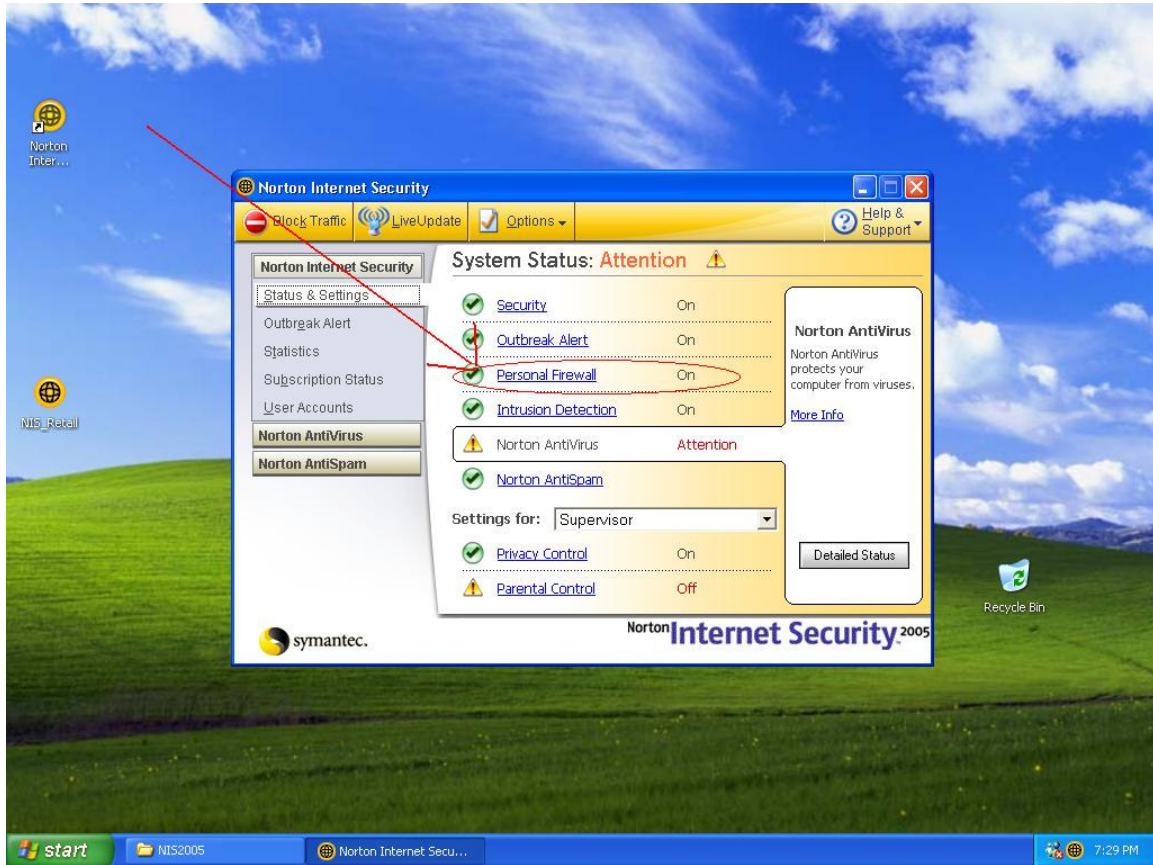 Norton
Inter...
NIS_Retail
Norton Internet Security
Block Traffic
LiveUpdate
Options
Help &
Support
Norton Internet Security
Status & Settings
Outbreak Alert
Statistics
Subscription Status
User Accounts
Norton AntiVirus
Norton AntiSpam
System Status: Attention
Security On
Outbreak Alert On
Personal Firewall On
Intrusion Detection On
Norton AntiVirus Attention
Norton AntiSpam
Settings for: Supervisor
Privacy Control On
Parental Control Off
Norton AntiVirus
Norton AntiVirus
protects your
computer from viruses.
More Info
Detailed Status
symantec.
Norton Internet Security 2005
Recycle Bin
start
NIS2005
Norton Internet Secu...
7:29 PM